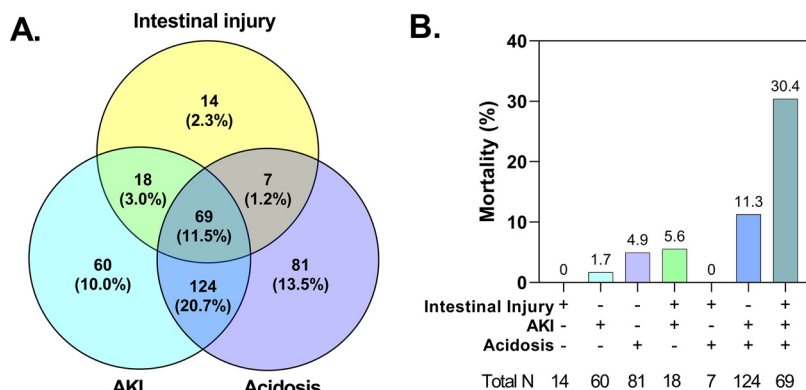 A.
Intestinal injury
14
(2.3%)
18
(3.0%)
7
(1.2%)
69
(11.5%)
60
(10.0%)
81
(13.5%)
124
(20.7%)
AKI
Acidosis
B.
Mortality (%)
40
30
20
10
0
0
1.7
4.9
5.6
0
11.3
30.4
Intestinal Injury + - - + + - +
AKI - + - + - + +
Acidosis - - + - + + +
Total N 14 60 81 18 7 124 69